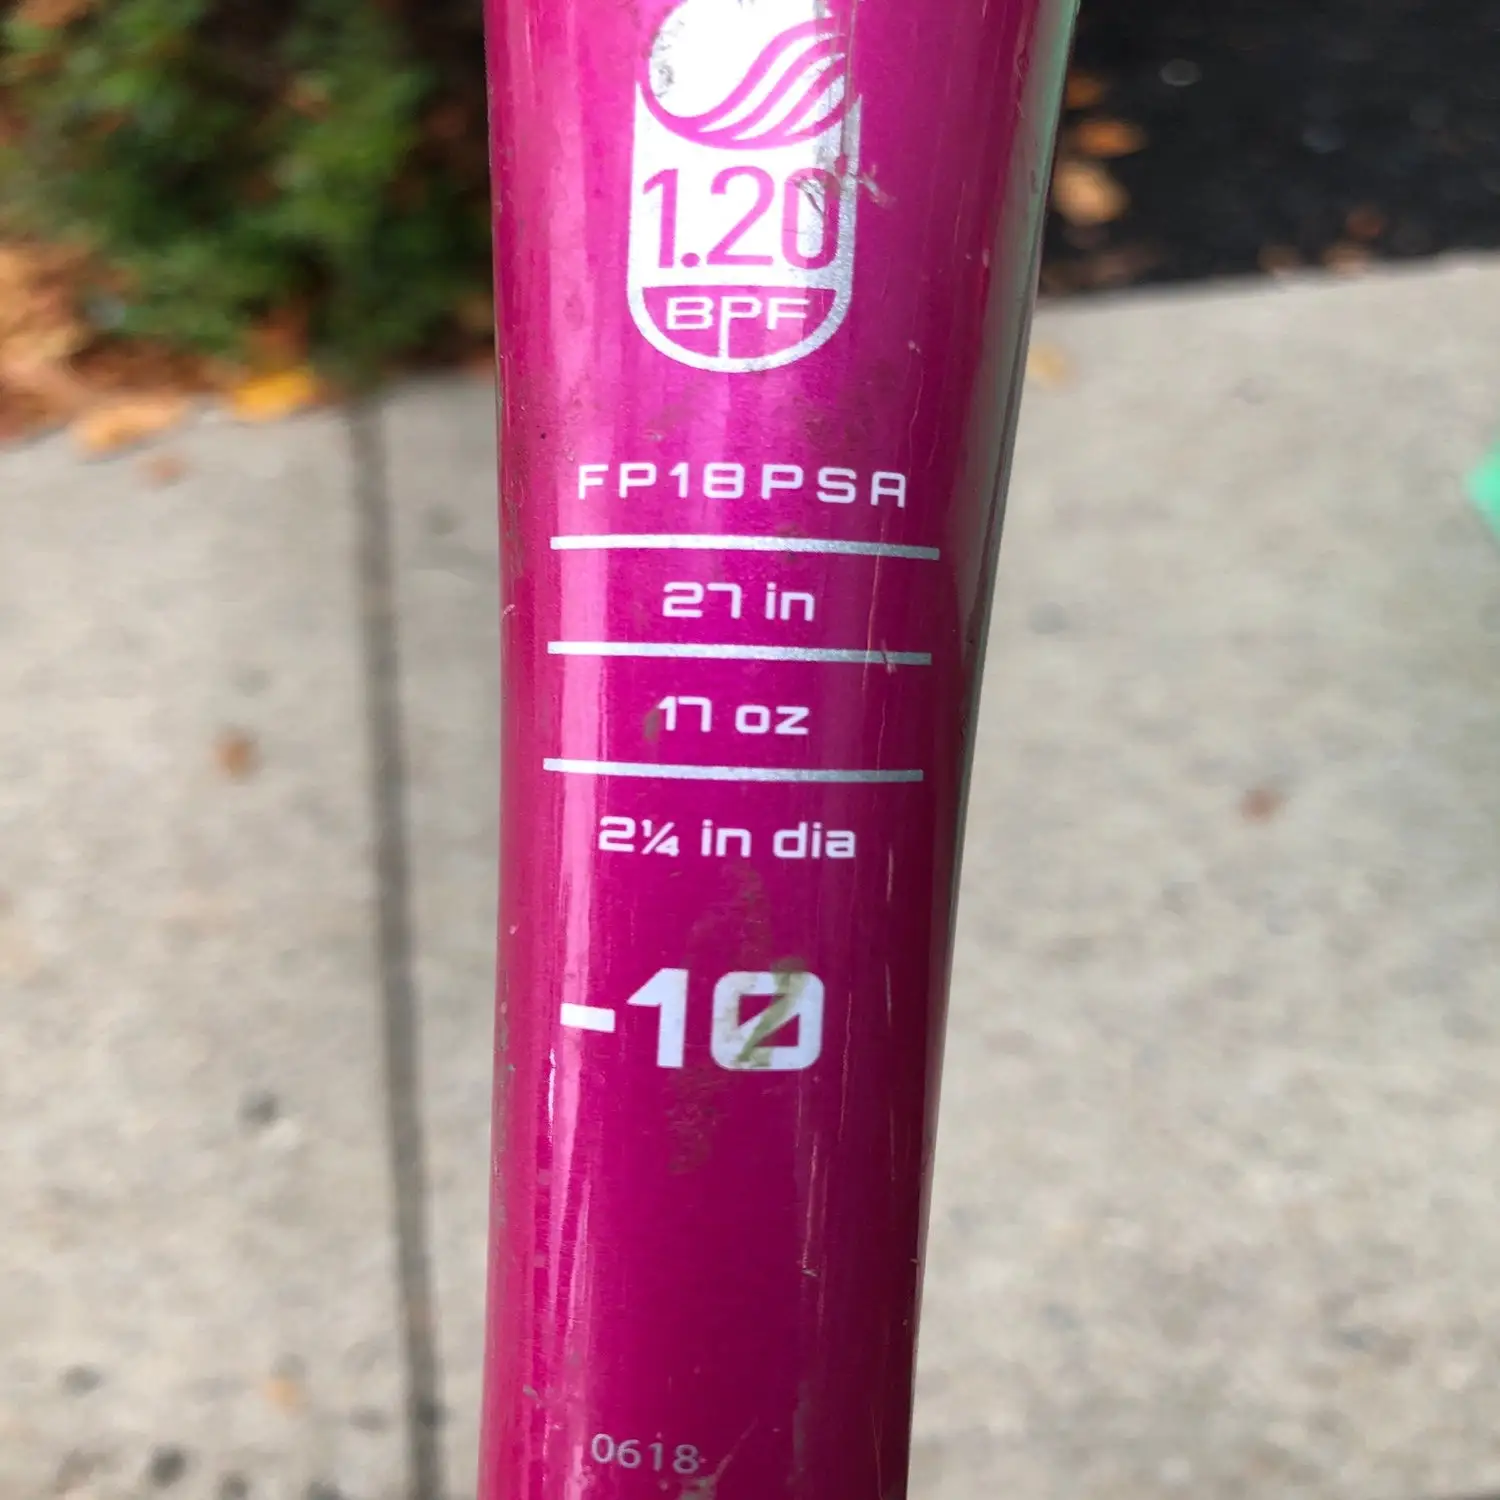 1.20
BPF
FP18PSA
27 in
17 oz
2¼ in dia
-10
0618